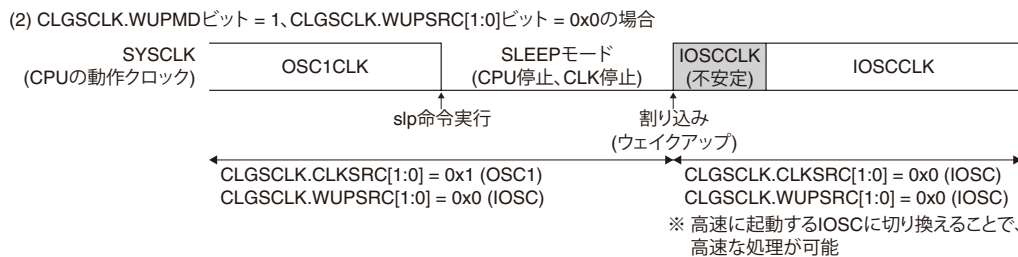 (2) CLGSCLK.WUPMDビット = 1、CLGSCLK.WUPSRC[1:0]ビット = 0x0の場合
SYSCLK
(CPUの動作クロック)
OSC1CLK
SLEEPモード
(CPU停止、CLK停止)
IOSCCLK
(不安定)
IOSCCLK
slp命令実行
割り込み
(ウェイクアップ)
CLGSCLK.CLKSRC[1:0] = 0x1 (OSC1)
CLGSCLK.WUPSRC[1:0] = 0x0 (IOSC)
CLGSCLK.CLKSRC[1:0] = 0x0 (IOSC)
CLGSCLK.WUPSRC[1:0] = 0x0 (IOSC)
※ 高速に起動するIOSCに切り換えることで、
高速な処理が可能